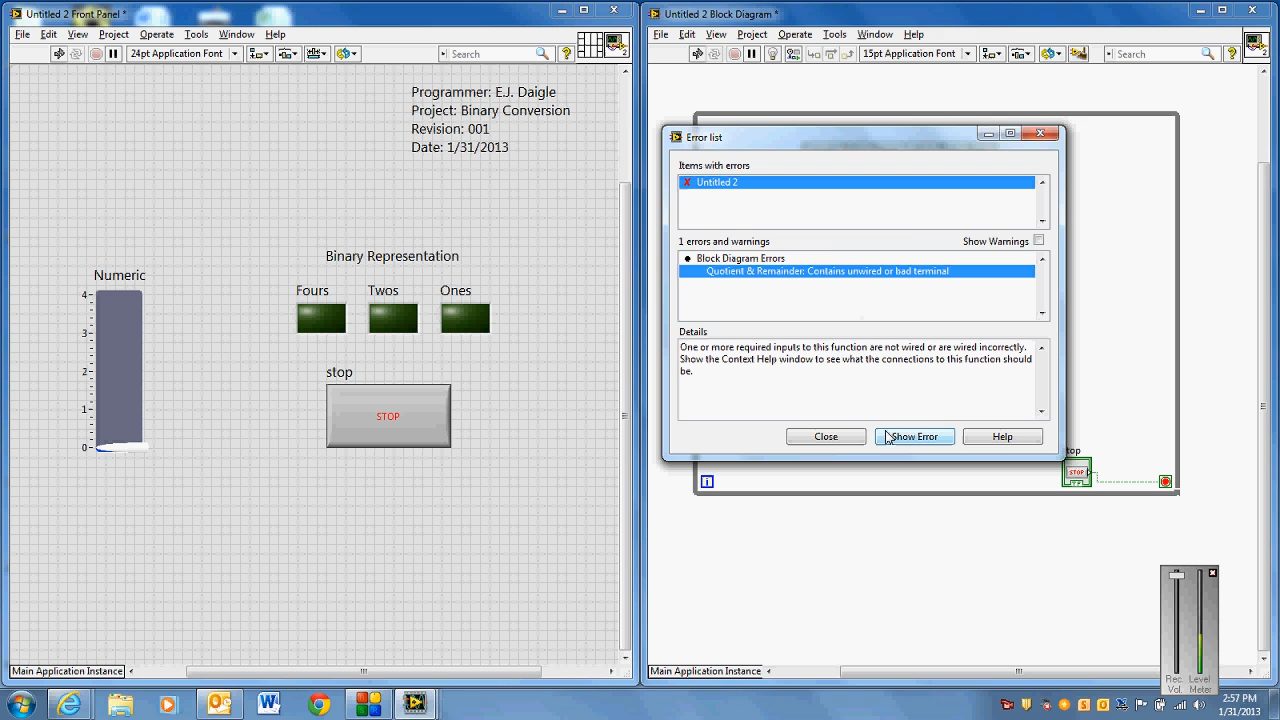 Untitled 2 Front Panel *
File Edit View Project Operate Tools Window Help
24pt Application Font
Search
2
Programmer: E.J. Daigle
Project: Binary Conversion
Revision: 001
Date: 1/31/2013
Binary Representation
Numeric
Fours Twos Ones
4
3
2
1
0
stop
STOP
Main Application Instance
Untitled 2 Block Diagram *
File Edit View Project Operate Tools Window Help
15pt Application Font
Search
2
Error list
Items with errors
X Untitled 2
1 errors and warnings
Show Warnings
Block Diagram Errors
Quotient & Remainder: Contains unwired or bad terminal
Details
One or more required inputs to this function are not wired or are wired incorrectly.
Show the Context Help window to see what the connections to this function should
be.
Close Show Error Help
top
STOP
TF
i
Main Application Instance
Rec. Level
Vol. Meter
2:57 PM
1/31/2013